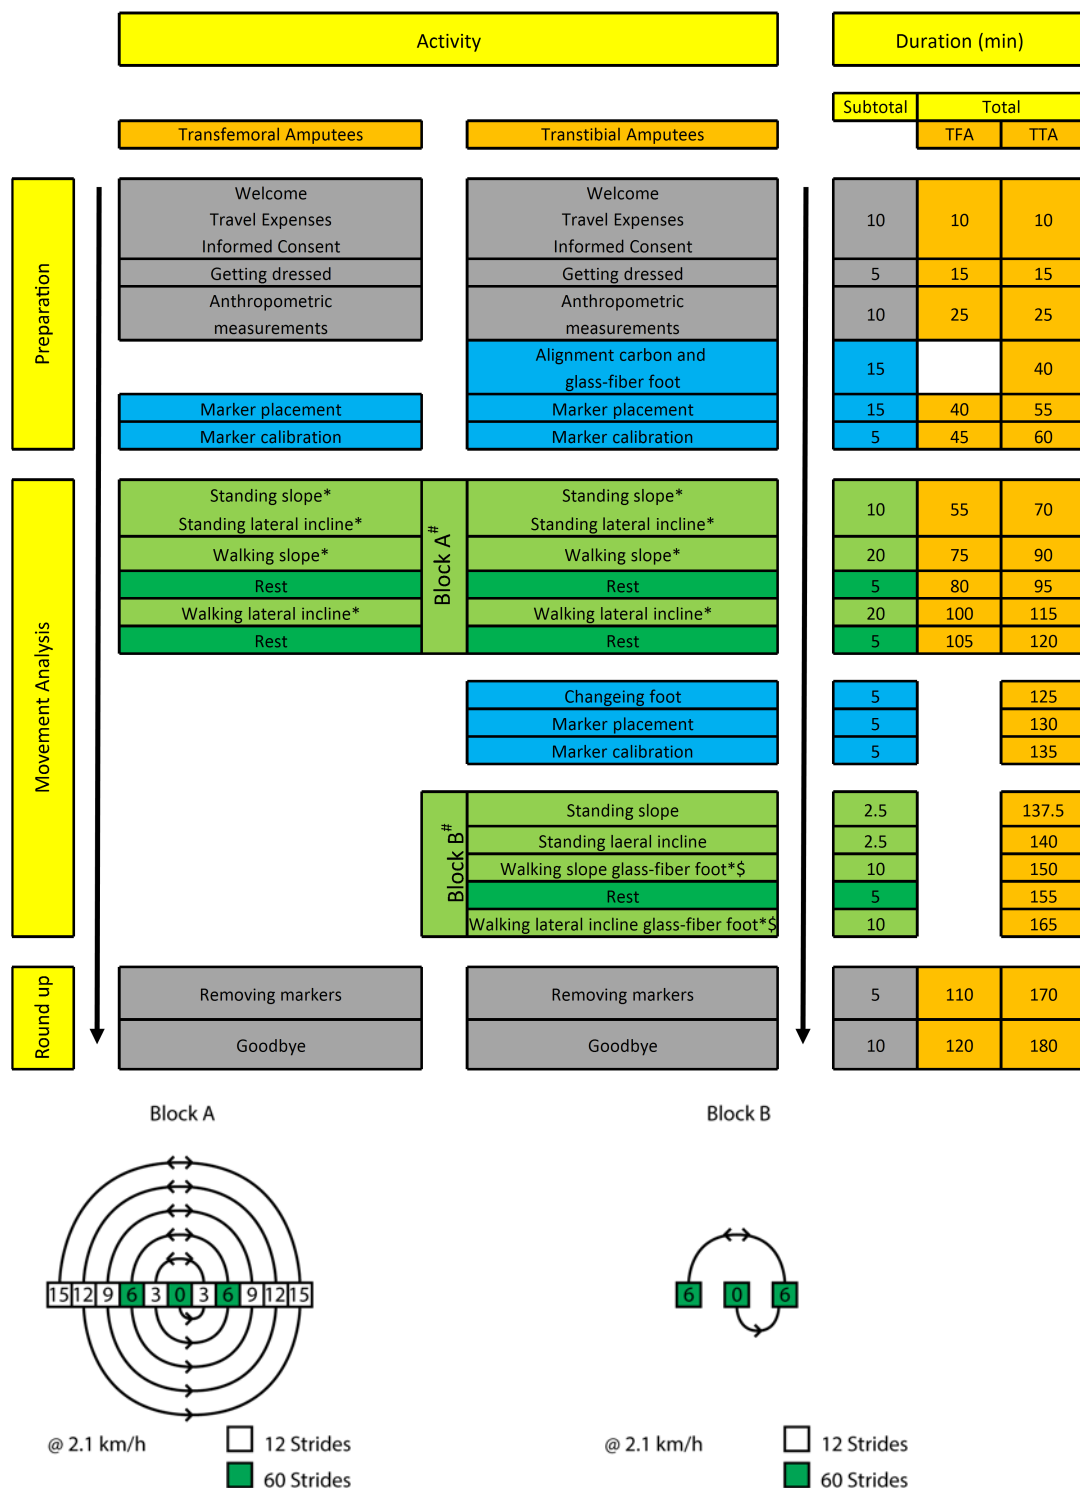 Activity
Duration (min)
Subtotal Total
Transfemoral Amputees Transtibial Amputees TFA TTA
Preparation
Welcome Welcome
Travel Expenses Travel Expenses 10 10 10
Informed Consent Informed Consent
Getting dressed Getting dressed 5 15 15
Anthropometric Anthropometric
measurements measurements 10 25 25
Alignment carbon and
glass-fiber foot 15 40
Marker placement Marker placement 15 40 55
Marker calibration Marker calibration 5 45 60
Movement Analysis
Block A#
Standing slope* Standing slope*
Standing lateral incline* Standing lateral incline* 10 55 70
Walking slope* Walking slope* 20 75 90
Rest Rest 5 80 95
Walking lateral incline* Walking lateral incline* 20 100 115
Rest Rest 5 105 120
Changeing foot 5 125
Marker placement 5 130
Marker calibration 5 135
Block B#
Standing slope 2.5 137.5
Standing laeral incline 2.5 140
Walking slope glass-fiber foot*$ 10 150
Rest 5 155
Walking lateral incline glass-fiber foot*$ 10 165
Round up
Removing markers Removing markers 5 110 170
Goodbye Goodbye 10 120 180
Block A Block B
15 12 9 6 3 0 3 6 9 12 15
6 0 6
@ 2.1 km/h 12 Strides
60 Strides
@ 2.1 km/h 12 Strides
60 Strides